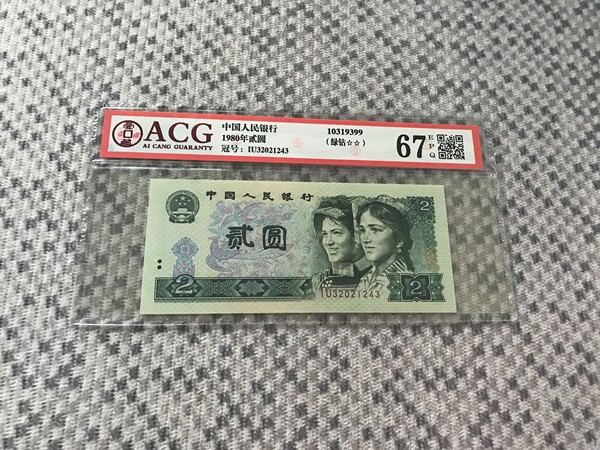 ACG
AI CANG GUARANTY
中国人民银行
1980年贰圆
冠号：IU32021243
10319399
（绿钻☆☆）
67
EPQ
中国人民银行
贰圆
2
2
2
IU32021243